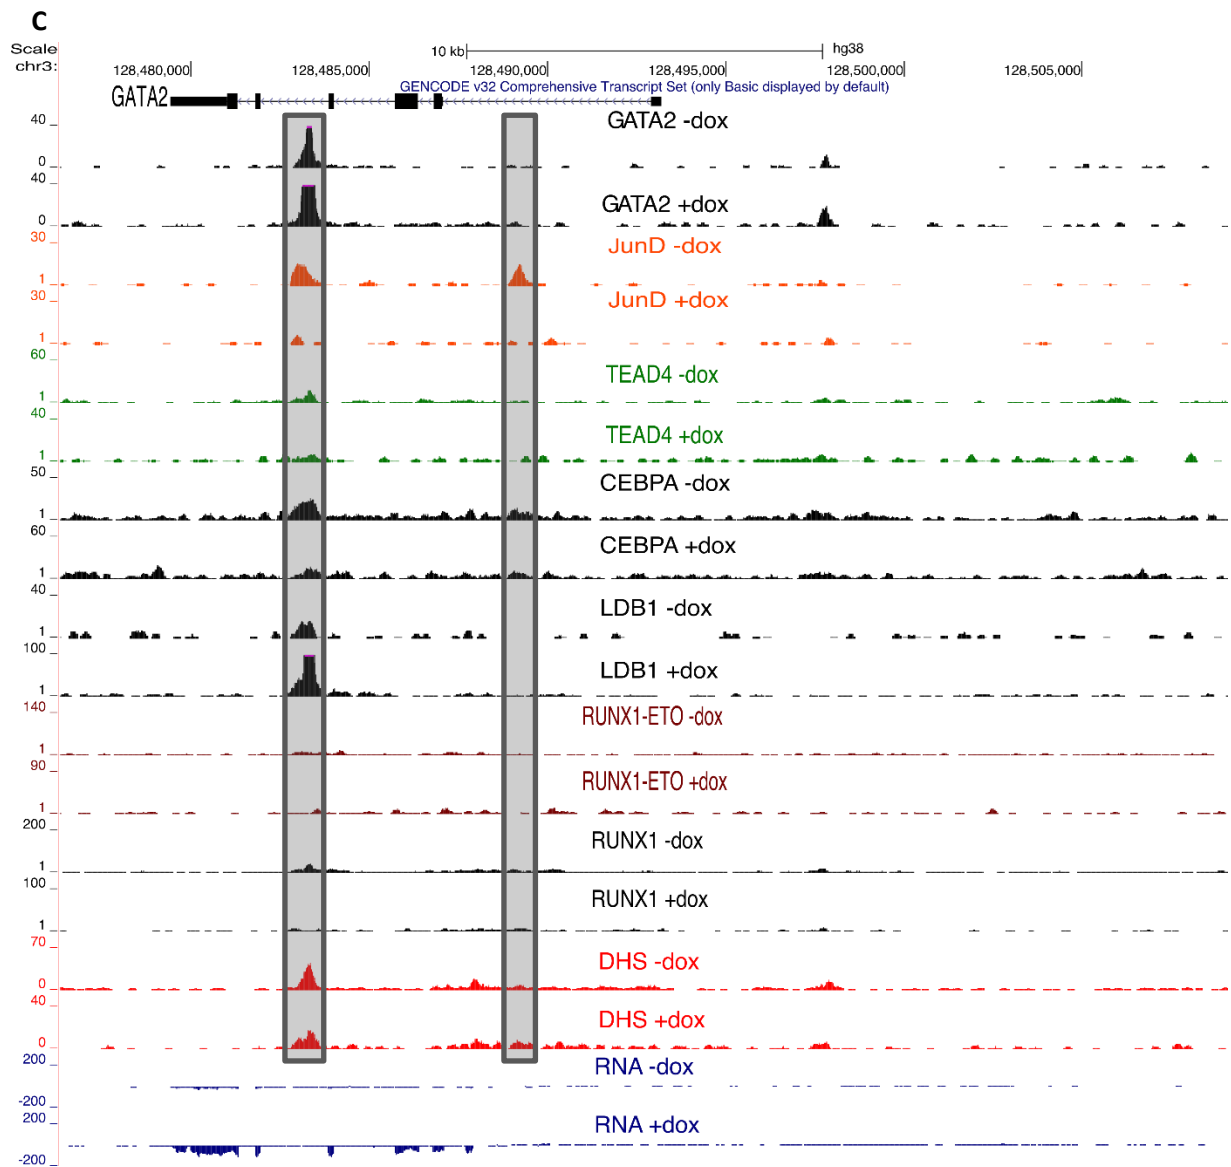 C
Scale 10 kb hg38
chr3: 128,480,000 128,485,000 128,490,000 128,495,000 128,500,000 128,505,000
GENCODE v32 Comprehensive Transcript Set (only Basic displayed by default)
GATA2
40 GATA2 -dox
0
40
GATA2 +dox
0
30 JunD -dox
1
30 JunD +dox
1
60
TEAD4 -dox
1
40
TEAD4 +dox
1
50 CEBPA -dox
1
60
CEBPA +dox
1
40
LDB1 -dox
1
100
LDB1 +dox
1
140 RUNX1-ETO -dox
1
90
RUNX1-ETO +dox
1
200
RUNX1 -dox
1
100
RUNX1 +dox
1
70
DHS -dox
0
40
DHS +dox
0
200 RNA -dox
-200
200 RNA +dox
-200